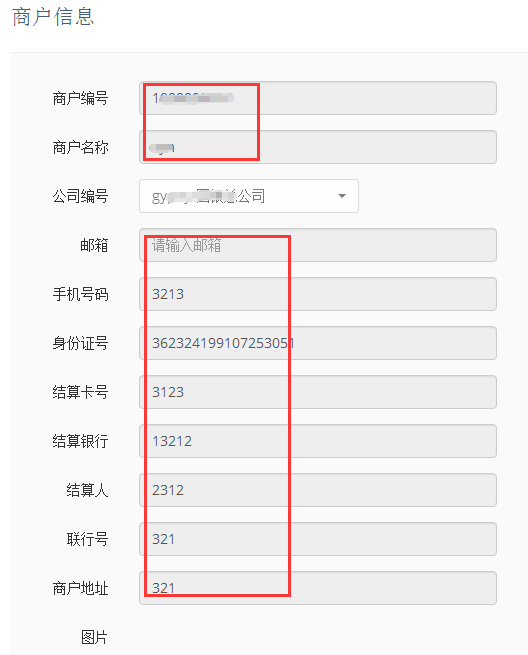 商户信息
商户编号
商户名称
公司编号 公司
邮箱 请输入邮箱
手机号码 3213
身份证号 362324199107253051
结算卡号 3123
结算银行 13212
结算人 2312
联行号 321
商户地址 321
图片